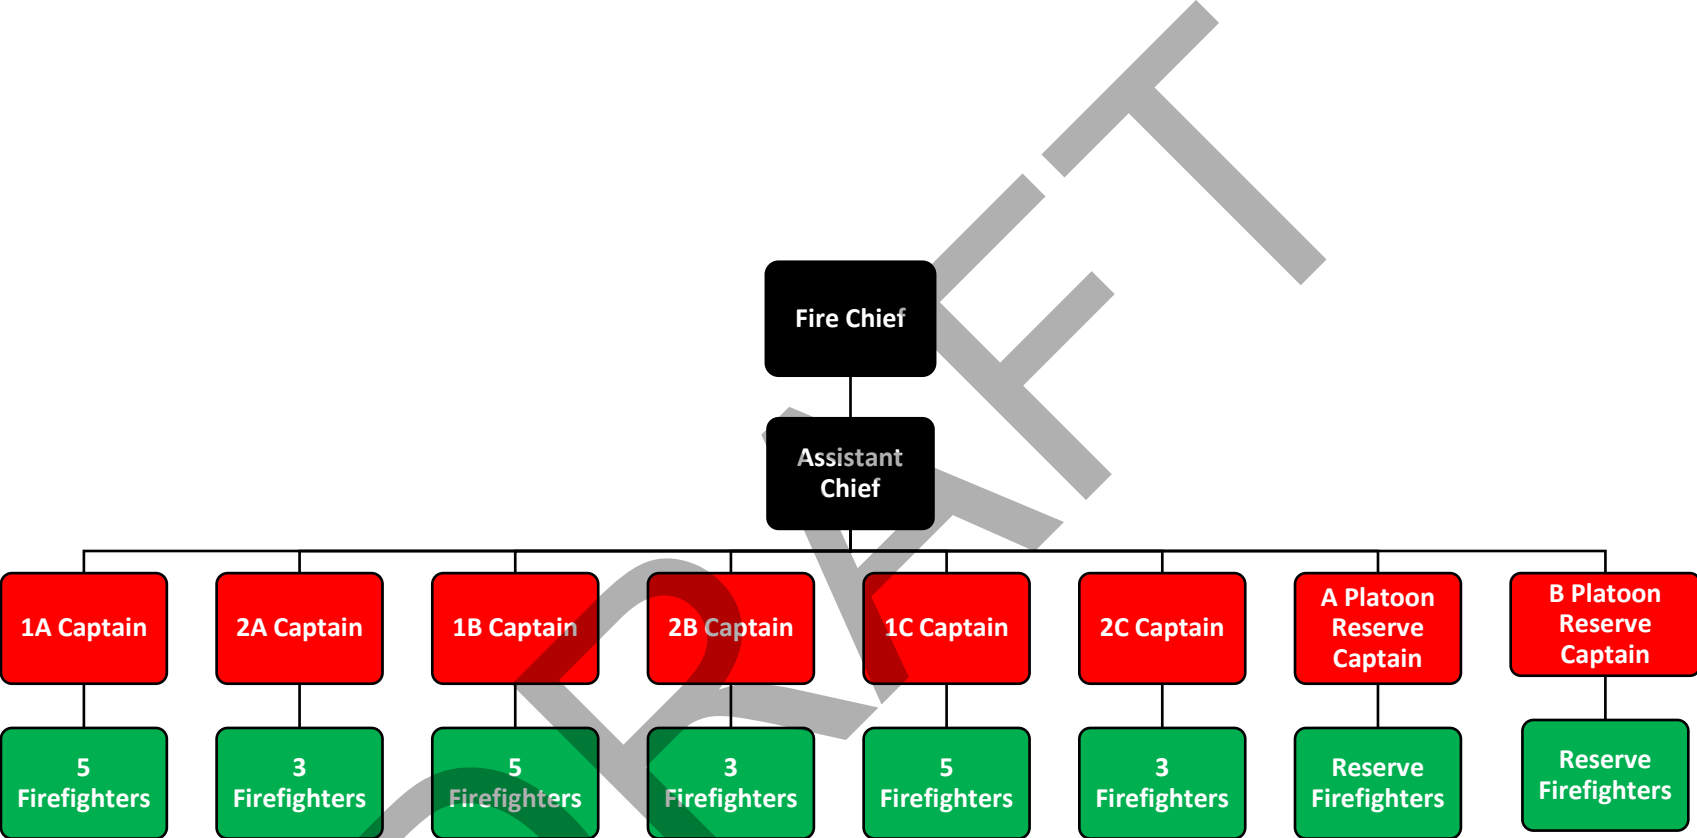 Fire Chief
Assistant
Chief
1A Captain
2A Captain
1B Captain
2B Captain
1C Captain
2C Captain
A Platoon
Reserve
Captain
B Platoon
Reserve
Captain
5
Firefighters
3
Firefighters
5
Firefighters
3
Firefighters
5
Firefighters
3
Firefighters
Reserve
Firefighters
Reserve
Firefighters
DRAFT